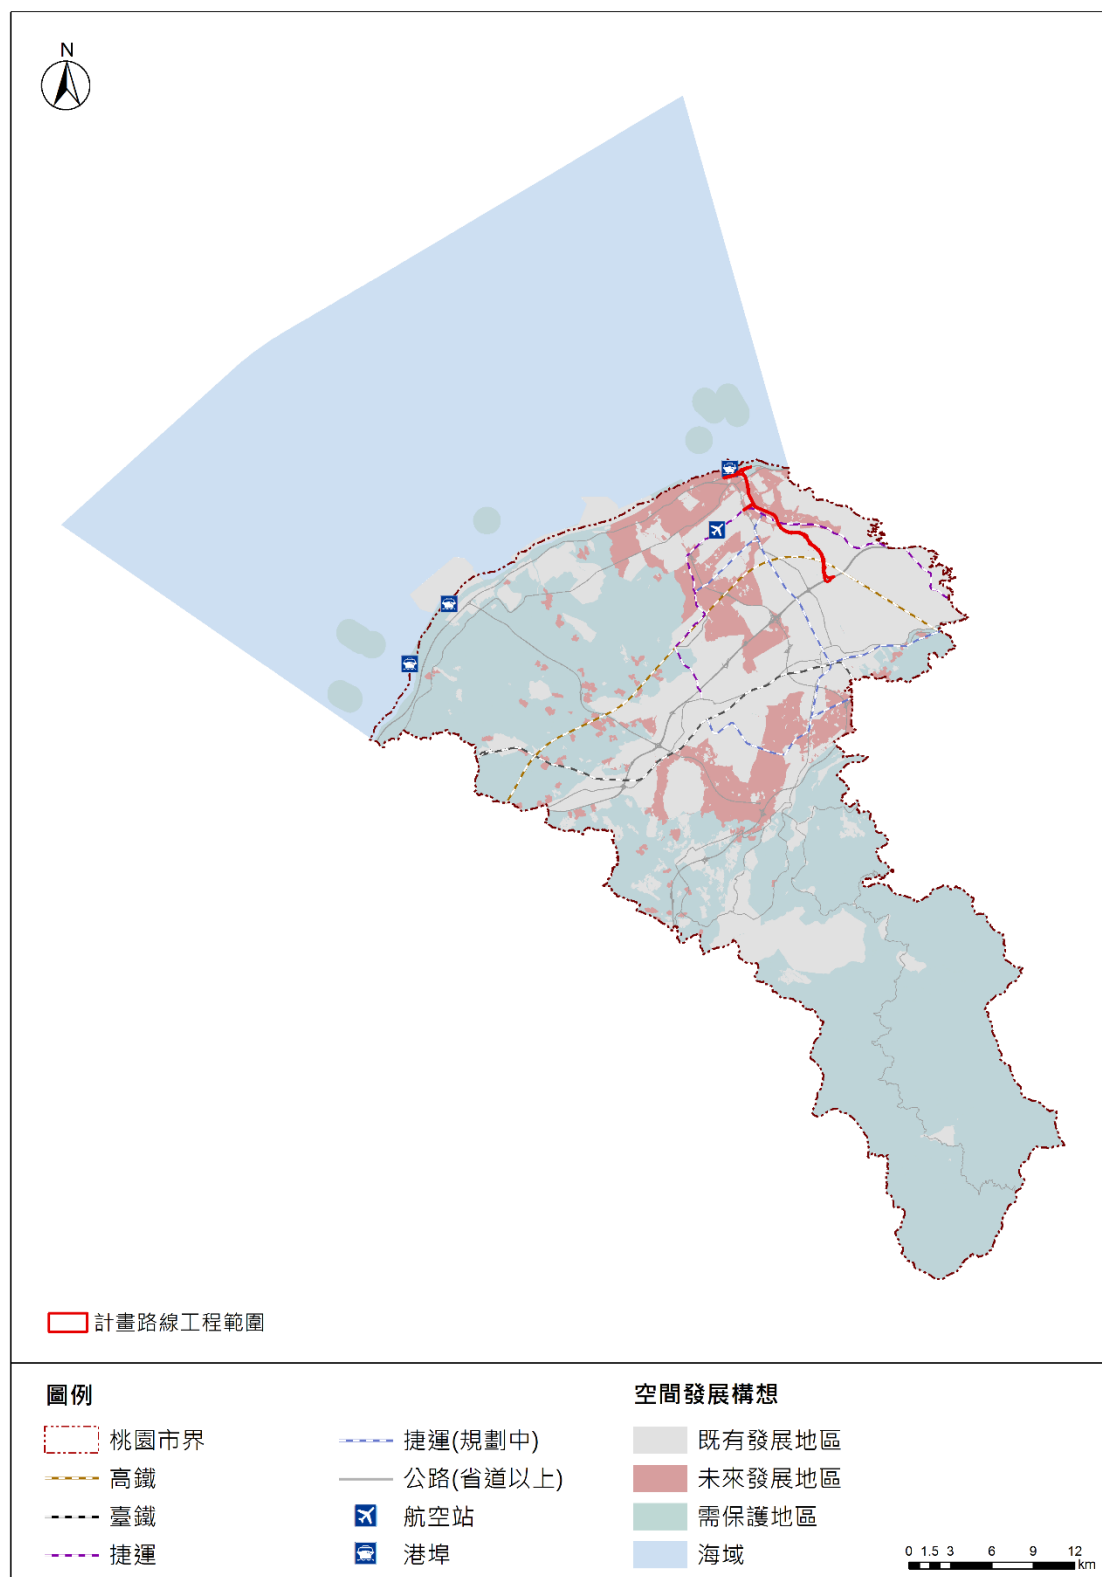 N
計畫路線工程範圍
圖例
桃園市界
高鐵
臺鐵
捷運
捷運(規劃中)
公路(省道以上)
航空站
港埠
空間發展構想
既有發展地區
未來發展地區
需保護地區
海域
0 1.5 3 6 9 12
km